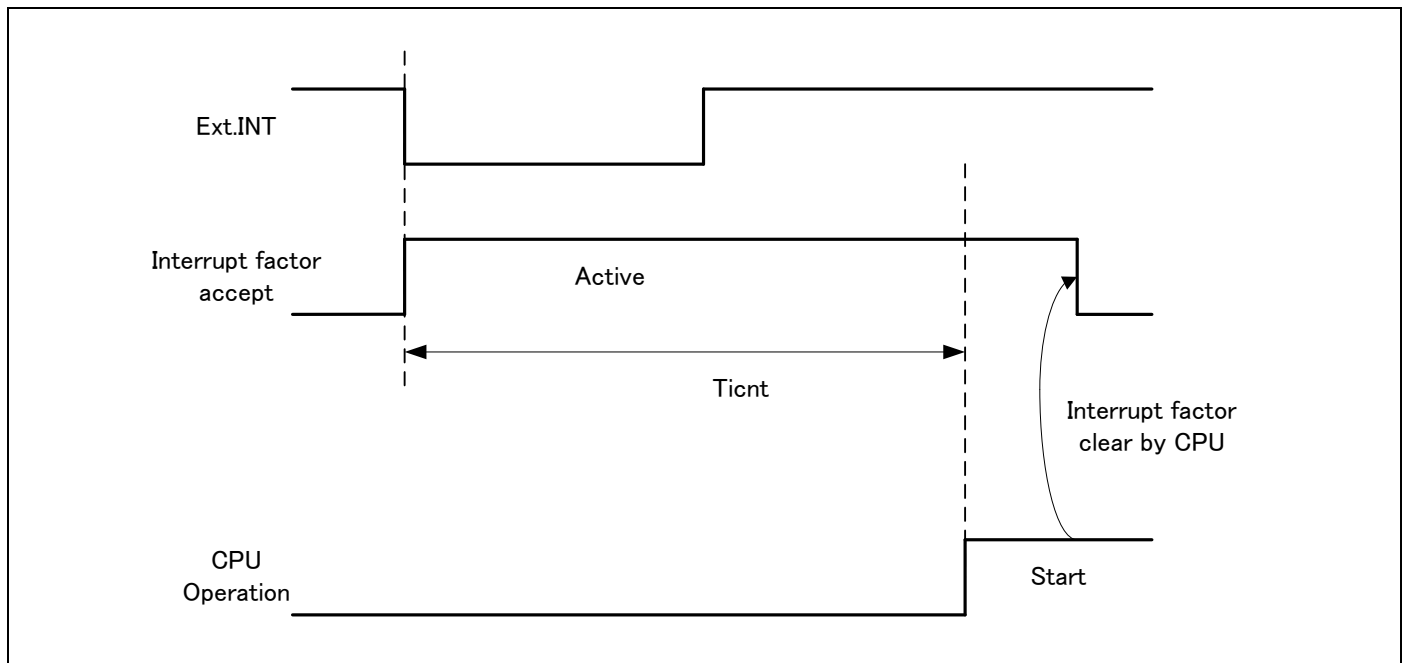 Ext.INT
Interrupt factor
accept
Active
Ticnt
Interrupt factor
clear by CPU
CPU
Operation
Start